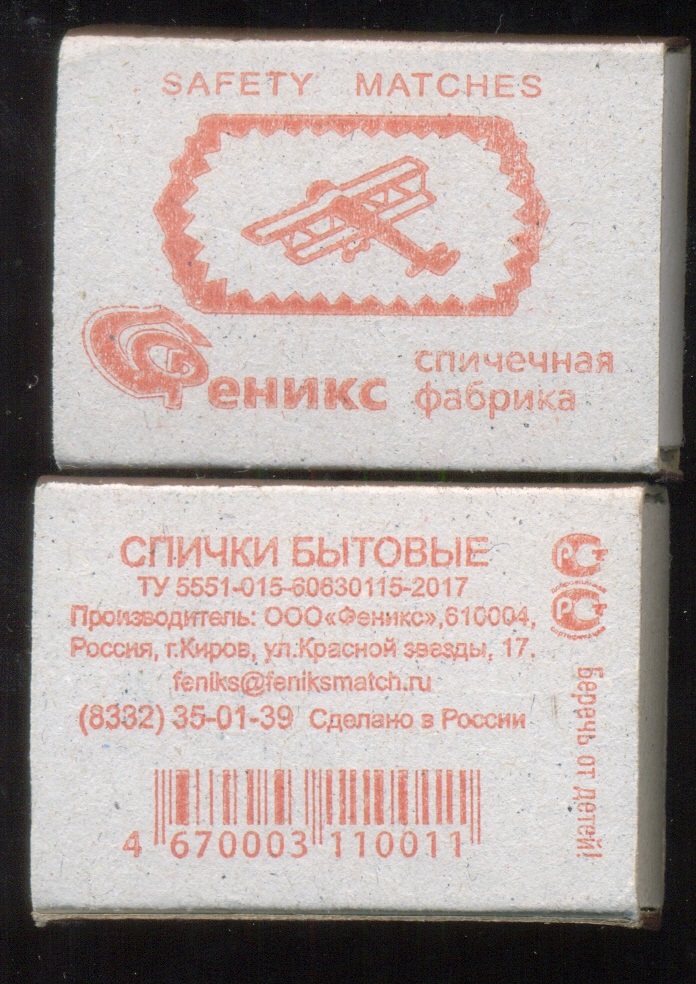 SAFETY MATCHES
Феникс
спичечная
фабрика
СПИЧКИ БЫТОВЫЕ
ТУ 5551-015-60630115-2017
Производитель: ООО«Феникс»,610004,
Россия, г.Киров, ул.Красной звезды, 17.
feniks@feniksmatch.ru
(8332) 35-01-39 Сделано в России
4 670003 110011
Беречь от детей!